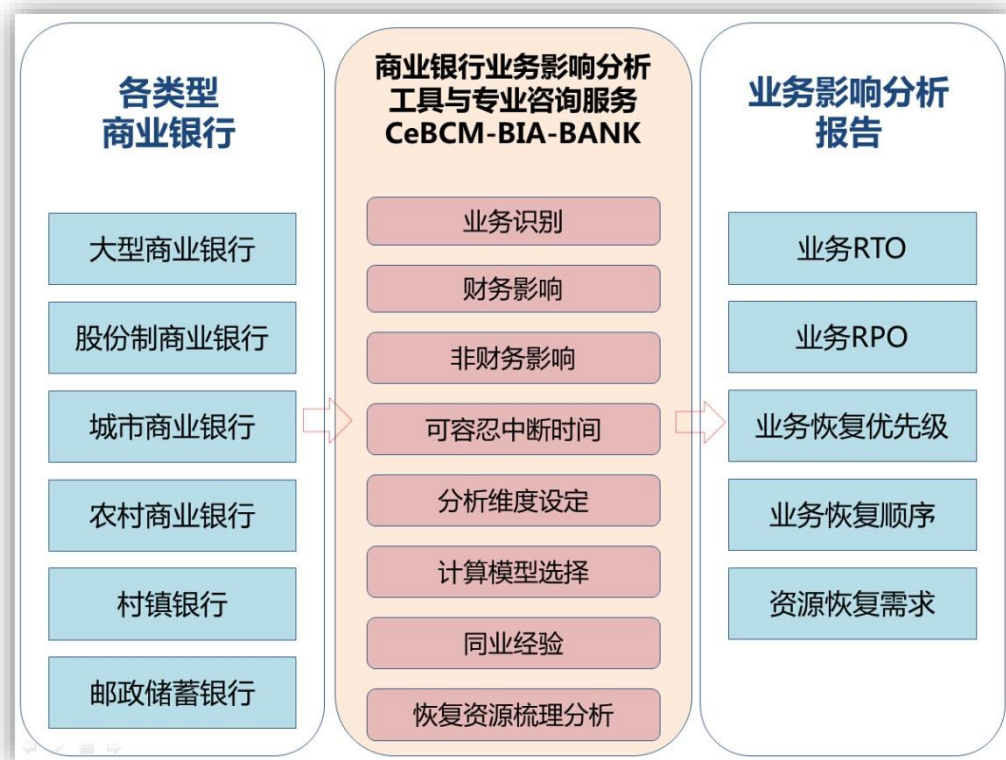 各类型
商业银行
大型商业银行
股份制商业银行
城市商业银行
农村商业银行
村镇银行
邮政储蓄银行
商业银行业务影响分析
工具与专业咨询服务
CeBCM-BIA-BANK
业务识别
财务影响
非财务影响
可容忍中断时间
分析维度设定
计算模型选择
同业经验
恢复资源梳理分析
业务影响分析
报告
业务RTO
业务RPO
业务恢复优先级
业务恢复顺序
资源恢复需求